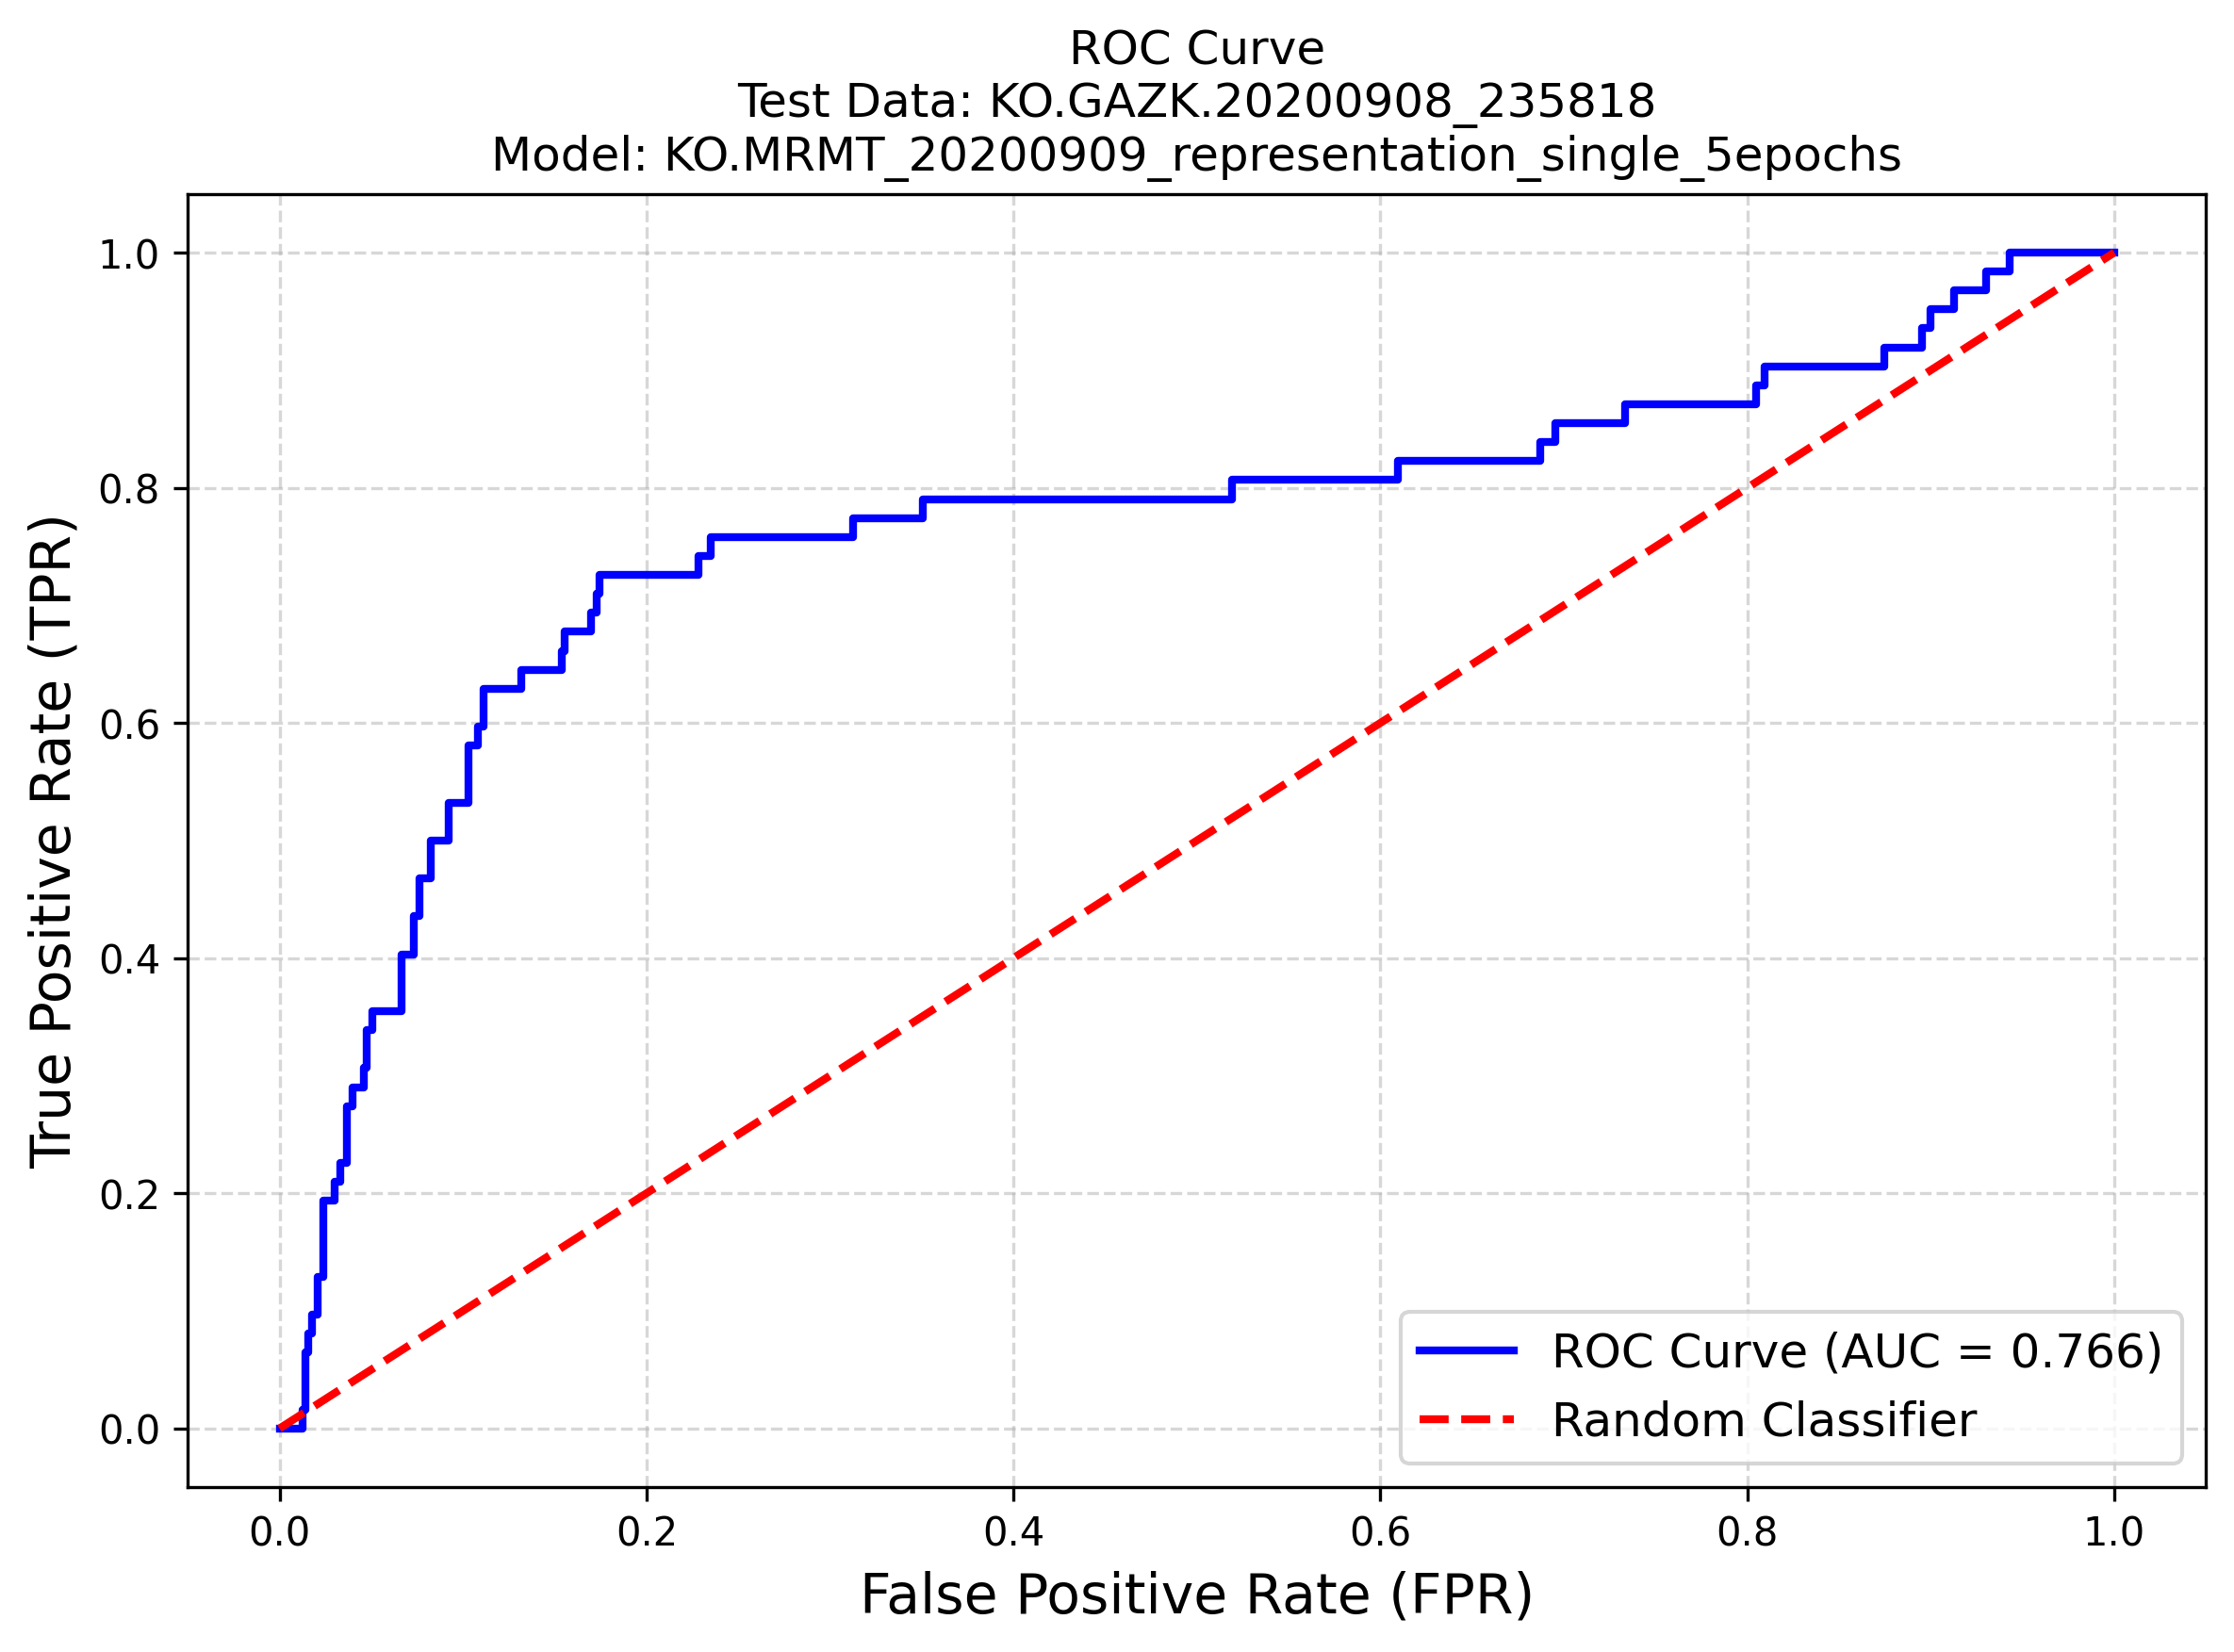 ROC Curve
Test Data: KO.GAZK.20200908_235818
Model: KO.MRMT_20200909_representation_single_5epochs
True Positive Rate (TPR)
1.0
0.8
0.6
0.4
0.2
0.0
ROC Curve (AUC = 0.766)
Random Classifier
0.0 0.2 0.4 0.6 0.8 1.0
False Positive Rate (FPR)